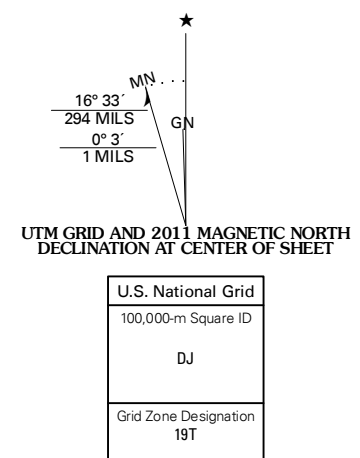 ★
MN
16° 33´
294 MILS
GN
0° 3´
1 MILS
UTM GRID AND 2011 MAGNETIC NORTH
DECLINATION AT CENTER OF SHEET
U.S. National Grid
100,000-m Square ID
DJ
Grid Zone Designation
19T